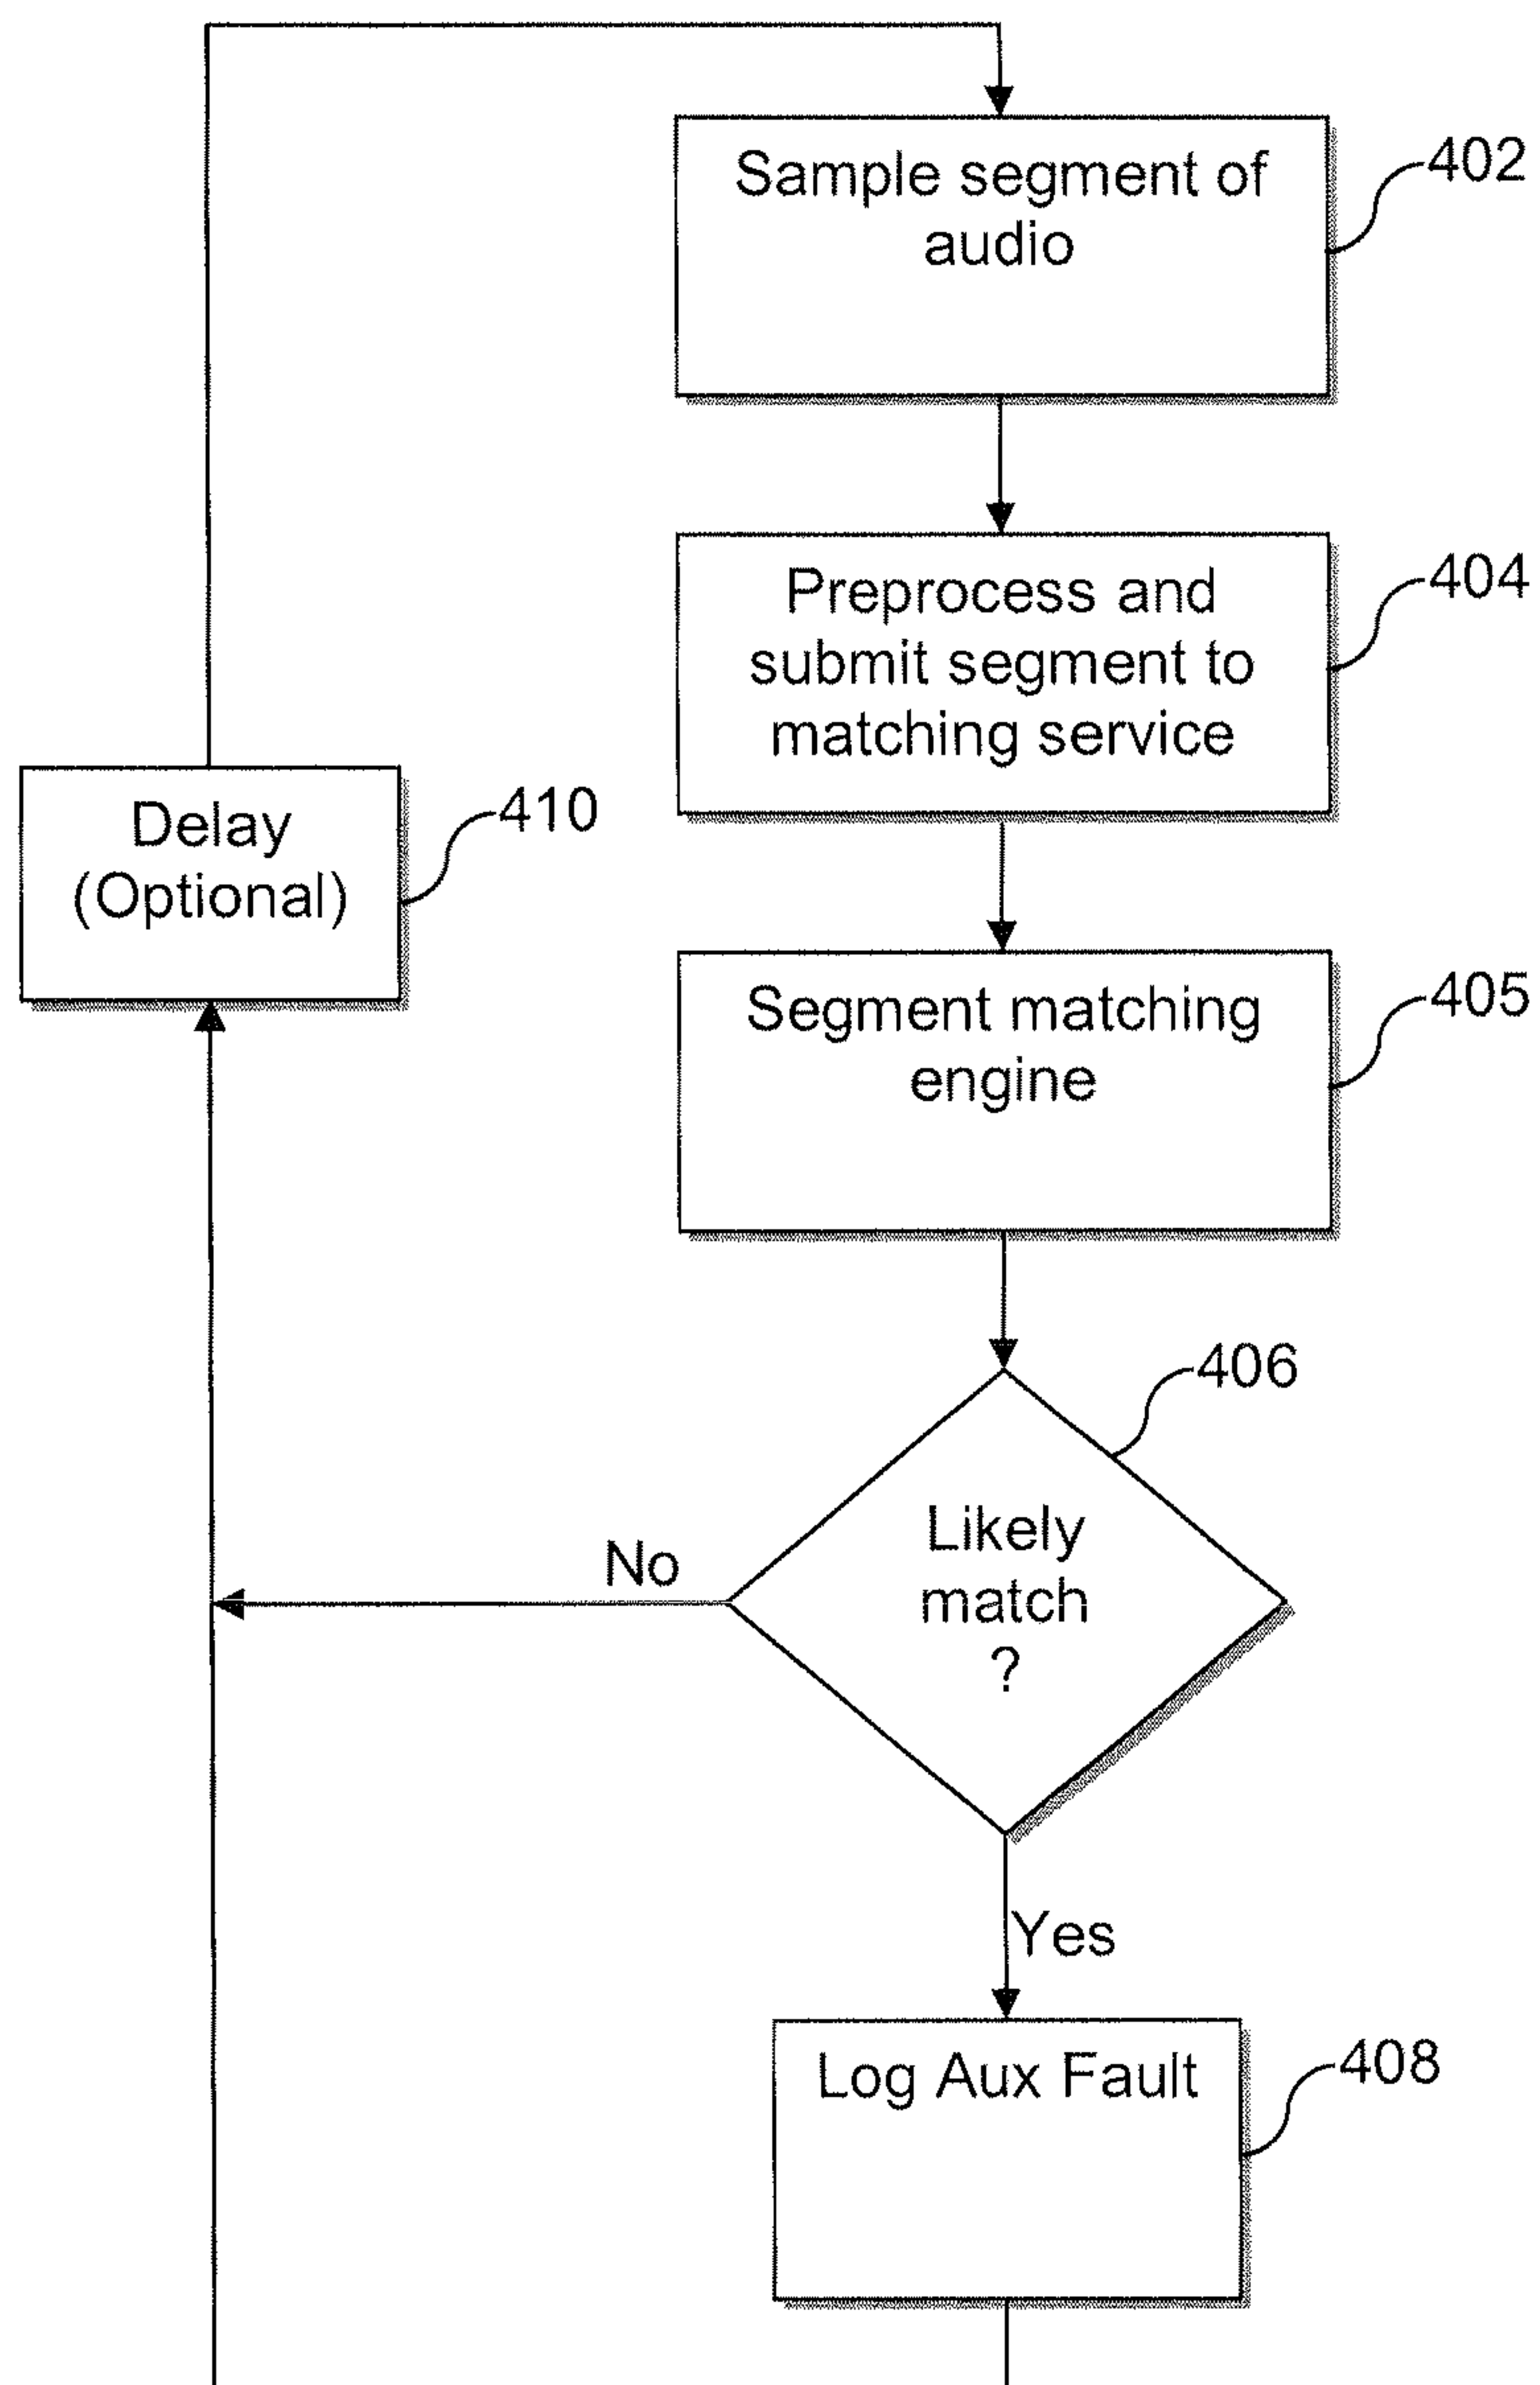 Sample segment of
audio
402
Preprocess and
submit segment to
matching service
404
Delay
(Optional)
410
Segment matching
engine
405
406
Likely
match
?
No
Yes
Log Aux Fault
408